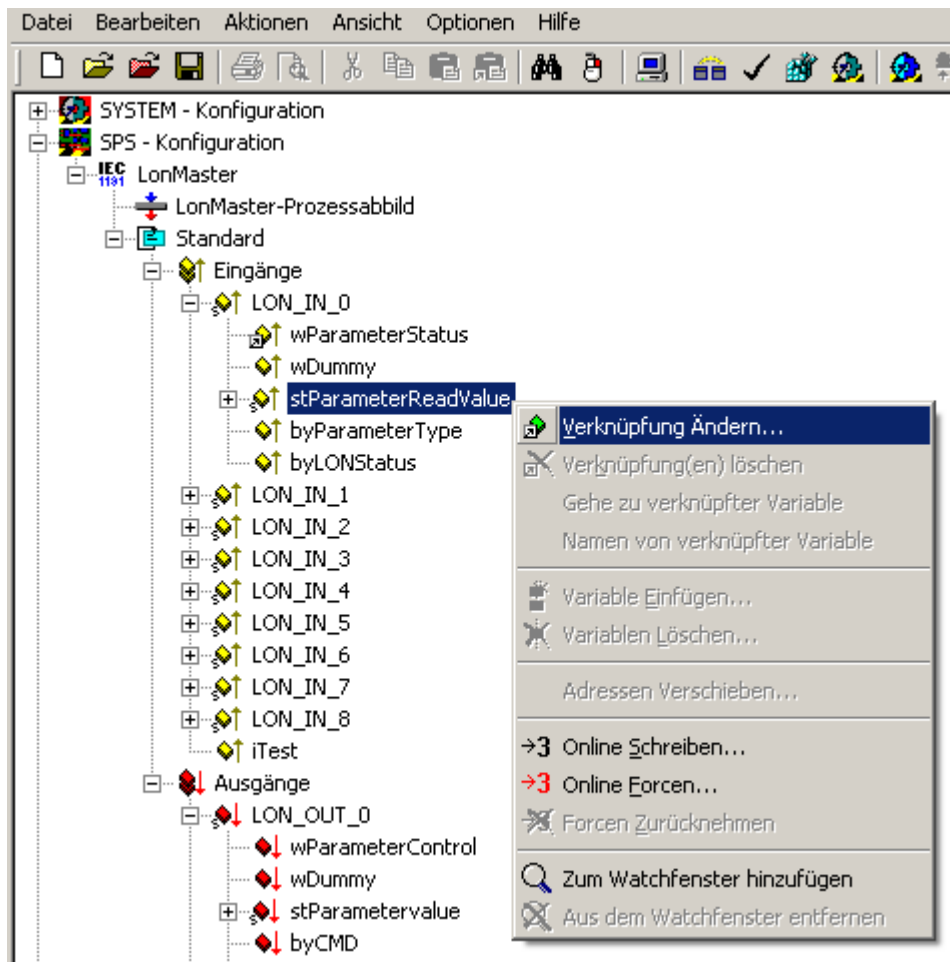 Datei Bearbeiten Aktionen Ansicht Optionen Hilfe
SYSTEM - Konfiguration
SPS - Konfiguration
IEC 1131 LonMaster
LonMaster-Prozessabbild
Standard
Eingänge
LON_IN_0
wParameterStatus
wDummy
stParameterReadValue
byParameterType
byLONStatus
LON_IN_1
LON_IN_2
LON_IN_3
LON_IN_4
LON_IN_5
LON_IN_6
LON_IN_7
LON_IN_8
iTest
Ausgänge
LON_OUT_0
wParameterControl
wDummy
stParametervalue
byCMD
Verknüpfung Ändern...
Verknüpfung(en) löschen
Gehe zu verknüpfter Variable
Namen von verknüpfter Variable
Variable Einfügen...
Variablen Löschen...
Adressen Verschieben...
→3 Online Schreiben...
→3 Online Forcen...
→3 Forcen Zurücknehmen
Zum Watchfenster hinzufügen
Aus dem Watchfenster entfernen